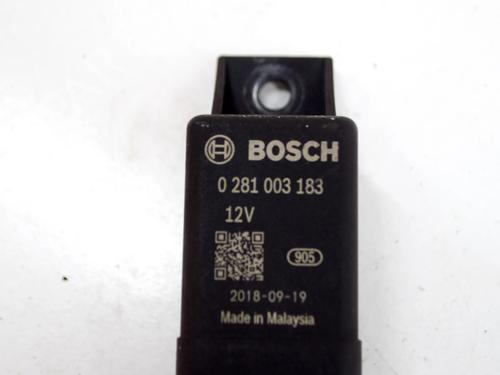 BOSCH
0 281 003 183
12V
905
2018-09-19
Made in Malaysia